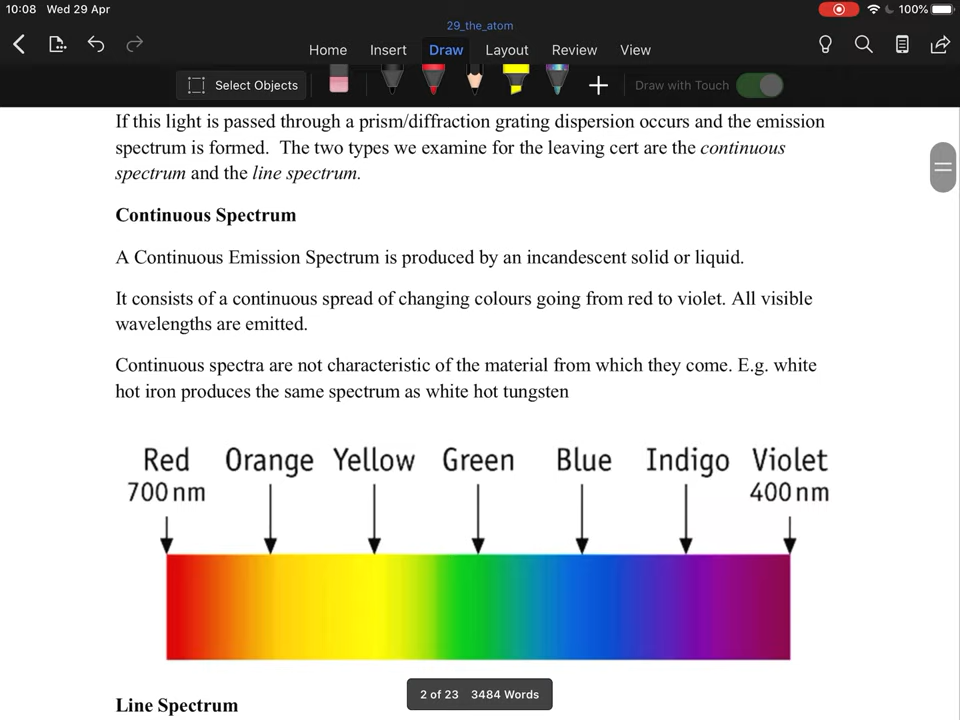 10:08 Wed 29 Apr 100%
29_the_atom
Home Insert Draw Layout Review View
Select Objects Draw with Touch
If this light is passed through a prism/diffraction grating dispersion occurs and the emission
spectrum is formed. The two types we examine for the leaving cert are the continuous
spectrum and the line spectrum.
Continuous Spectrum
A Continuous Emission Spectrum is produced by an incandescent solid or liquid.
It consists of a continuous spread of changing colours going from red to violet. All visible
wavelengths are emitted.
Continuous spectra are not characteristic of the material from which they come. E.g. white
hot iron produces the same spectrum as white hot tungsten
Red Orange Yellow Green Blue Indigo Violet
700 nm 400 nm
2 of 23 3484 Words
Line Spectrum